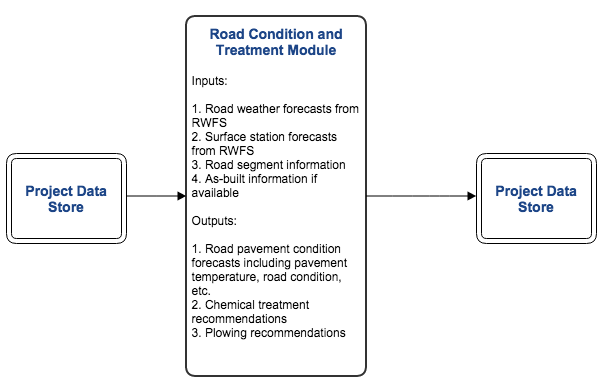 Road Condition and
Treatment Module
Inputs:
1. Road weather forecasts from
RWFS
2. Surface station forecasts
from RWFS
3. Road segment information
4. As-built information if
available
Outputs:
1. Road pavement condition
forecasts including pavement
temperature, road condition,
etc.
2. Chemical treatment
recommendations
3. Plowing recommendations
Project Data
Store
Project Data
Store